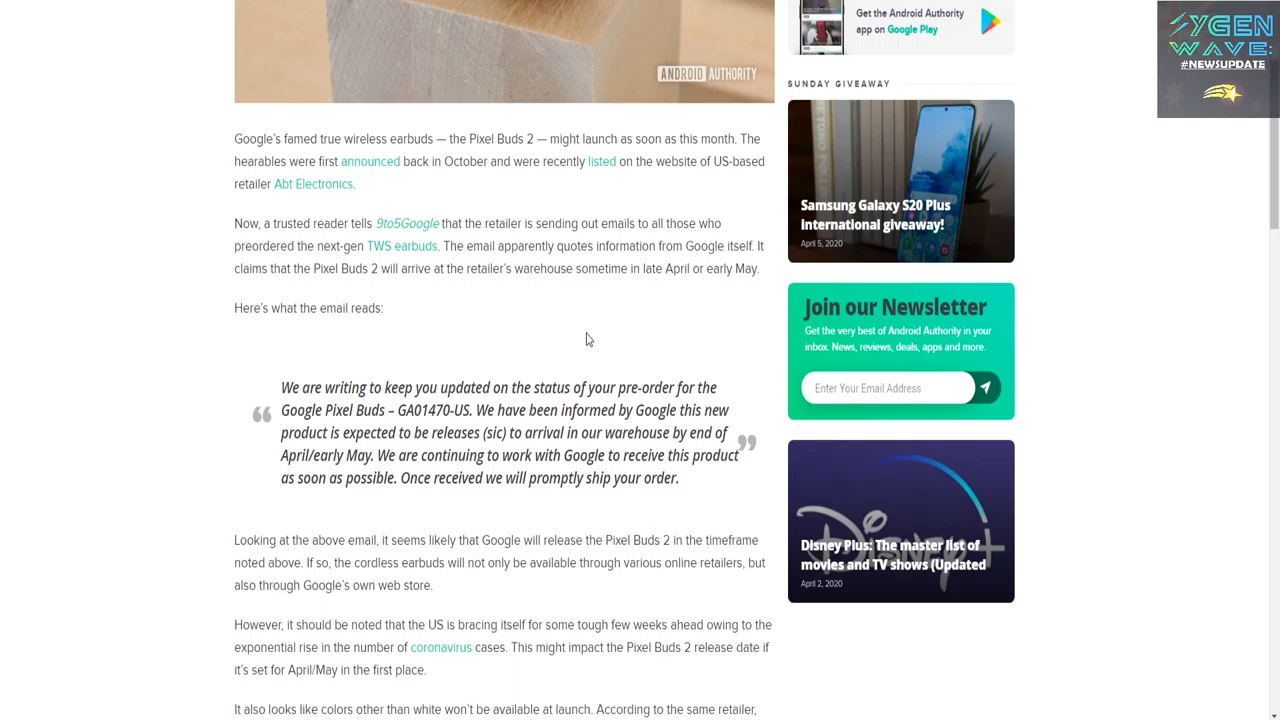 Get the Android Authority
app on Google Play
ANDROID AUTHORITY
SYGEN
WAVE:
#NEWSUPDATE
Google's famed true wireless earbuds — the Pixel Buds 2 — might launch as soon as this month. The
hearables were first announced back in October and were recently listed on the website of US-based
retailer Abt Electronics.
Now, a trusted reader tells 9to5Google that the retailer is sending out emails to all those who
preordered the next-gen TWS earbuds. The email apparently quotes information from Google itself. It
claims that the Pixel Buds 2 will arrive at the retailer's warehouse sometime in late April or early May.
Here's what the email reads:
“ We are writing to keep you updated on the status of your pre-order for the
Google Pixel Buds – GA01470-US. We have been informed by Google this new
product is expected to be releases (sic) to arrival in our warehouse by end of
April/early May. We are continuing to work with Google to receive this product
as soon as possible. Once received we will promptly ship your order. ”
Looking at the above email, it seems likely that Google will release the Pixel Buds 2 in the timeframe
noted above. If so, the cordless earbuds will not only be available through various online retailers, but
also through Google's own web store.
However, it should be noted that the US is bracing itself for some tough few weeks ahead owing to the
exponential rise in the number of coronavirus cases. This might impact the Pixel Buds 2 release date if
it's set for April/May in the first place.
It also looks like colors other than white won't be available at launch. According to the same retailer,
SUNDAY GIVEAWAY
Samsung Galaxy S20 Plus
international giveaway!
April 5, 2020
Join our Newsletter
Get the very best of Android Authority in your
inbox. News, reviews, deals, apps and more.
Enter Your Email Address
Disney+
Disney Plus: The master list of
movies and TV shows (Updated
April 2, 2020